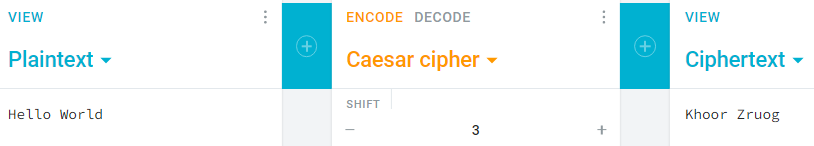 VIEW
Plaintext
Hello World
ENCODE DECODE
Caesar cipher
SHIFT
− 3 +
VIEW
Ciphertext
Khoor Zruog